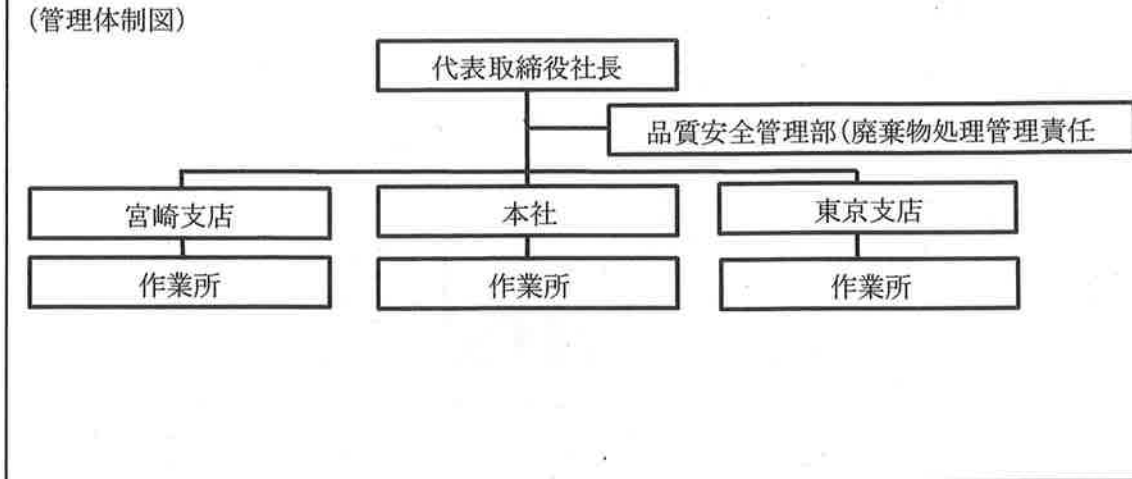 (管理体制図)
代表取締役社長
品質安全管理部(廃棄物処理管理責任
宮崎支店
本社
東京支店
作業所
作業所
作業所